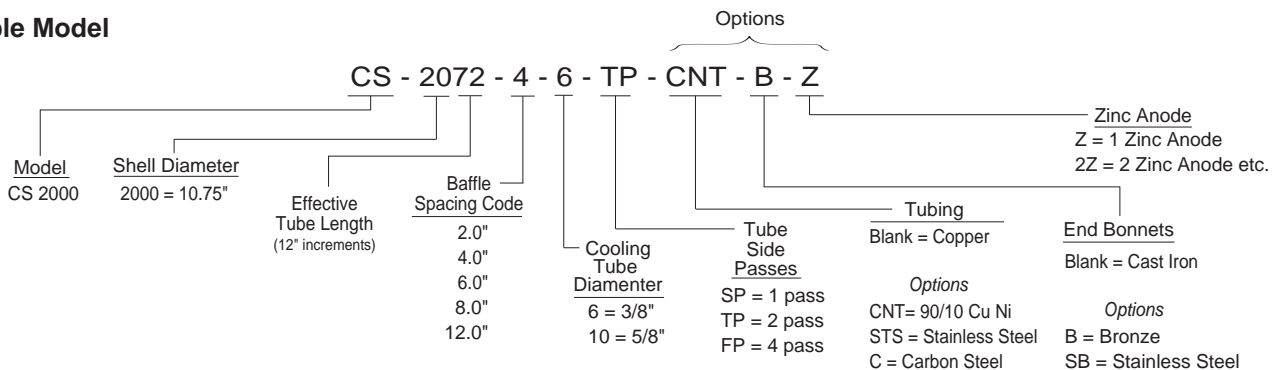 Options
Model
CS - 2072 - 4 - 6 - TP - CNT - B - Z
Model
CS 2000
Shell Diameter
2000 = 10.75"
Effective
Tube Length
(12" increments)
Baffle
Spacing Code
2.0"
4.0"
6.0"
8.0"
12.0"
Cooling
Tube
Diamenter
6 = 3/8"
10 = 5/8"
Tube
Side
Passes
SP = 1 pass
TP = 2 pass
FP = 4 pass
Tubing
Blank = Copper
Options
CNT= 90/10 Cu Ni
STS = Stainless Steel
C = Carbon Steel
End Bonnets
Blank = Cast Iron
Options
B = Bronze
SB = Stainless Steel
Zinc Anode
Z = 1 Zinc Anode
2Z = 2 Zinc Anode etc.